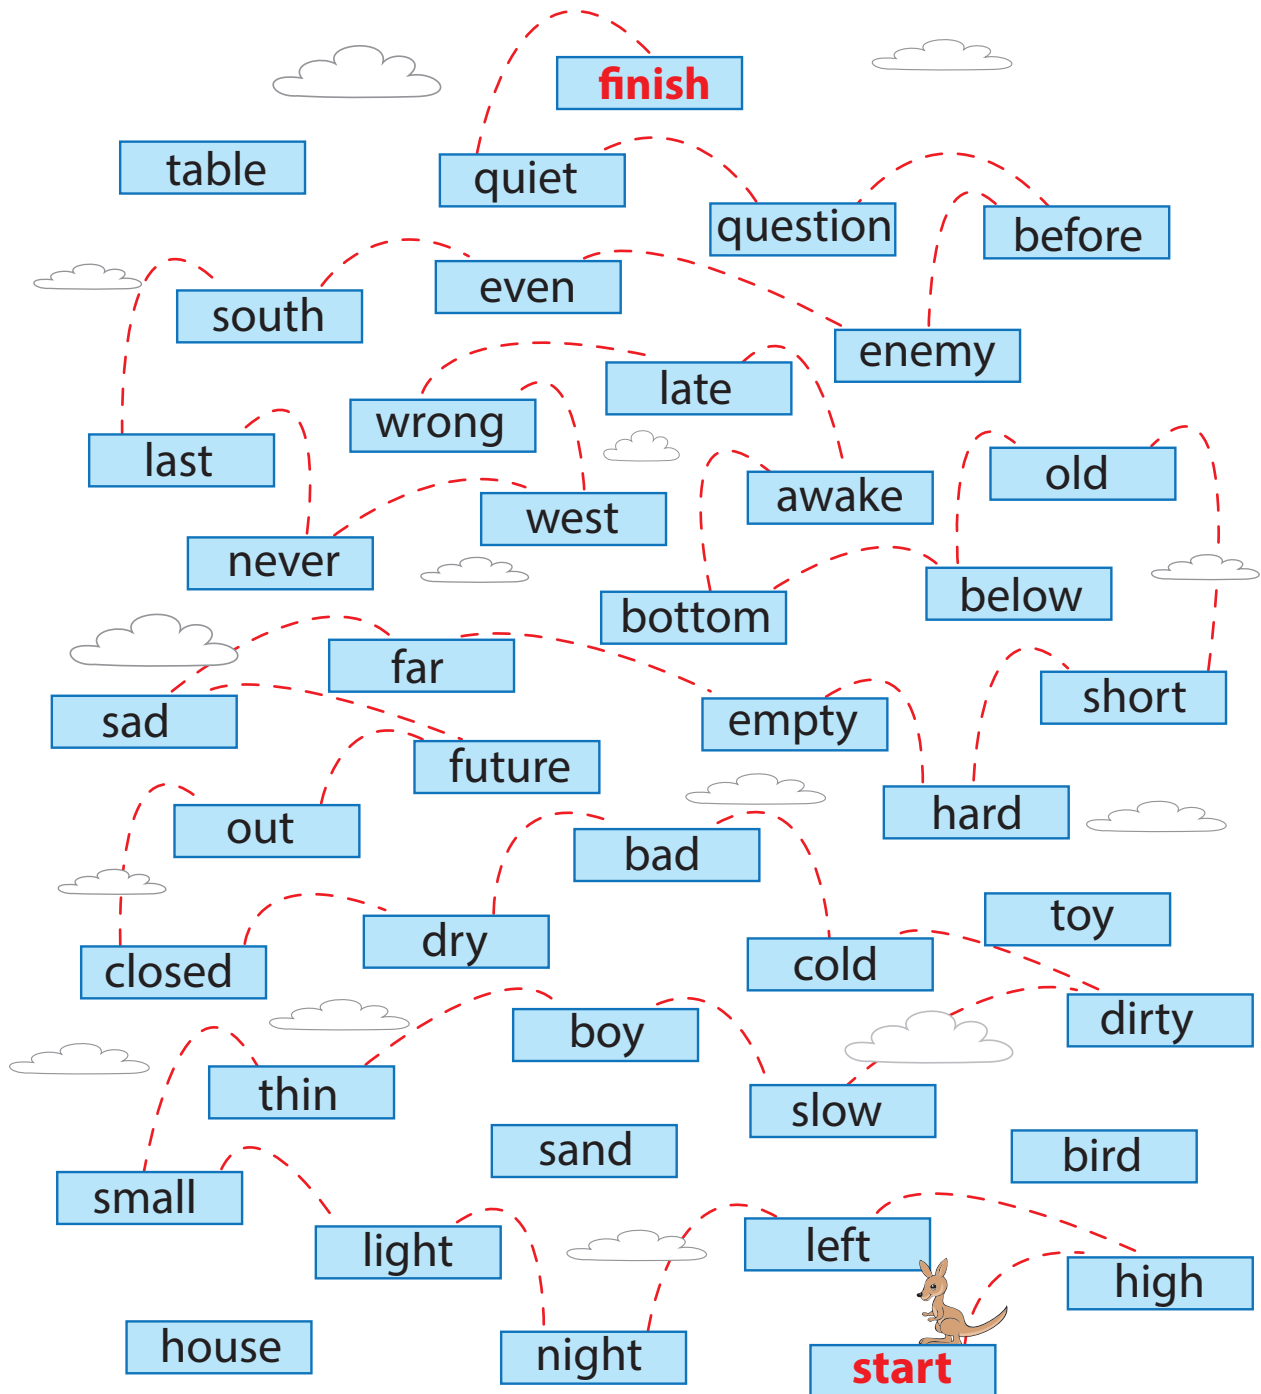 finish
table
quiet
question
before
even
south
enemy
late
wrong
last
old
awake
west
never
below
bottom
far
sad
short
empty
future
hard
out
bad
toy
dry
cold
closed
boy
dirty
thin
slow
sand
bird
small
light
left
high
house
night
start